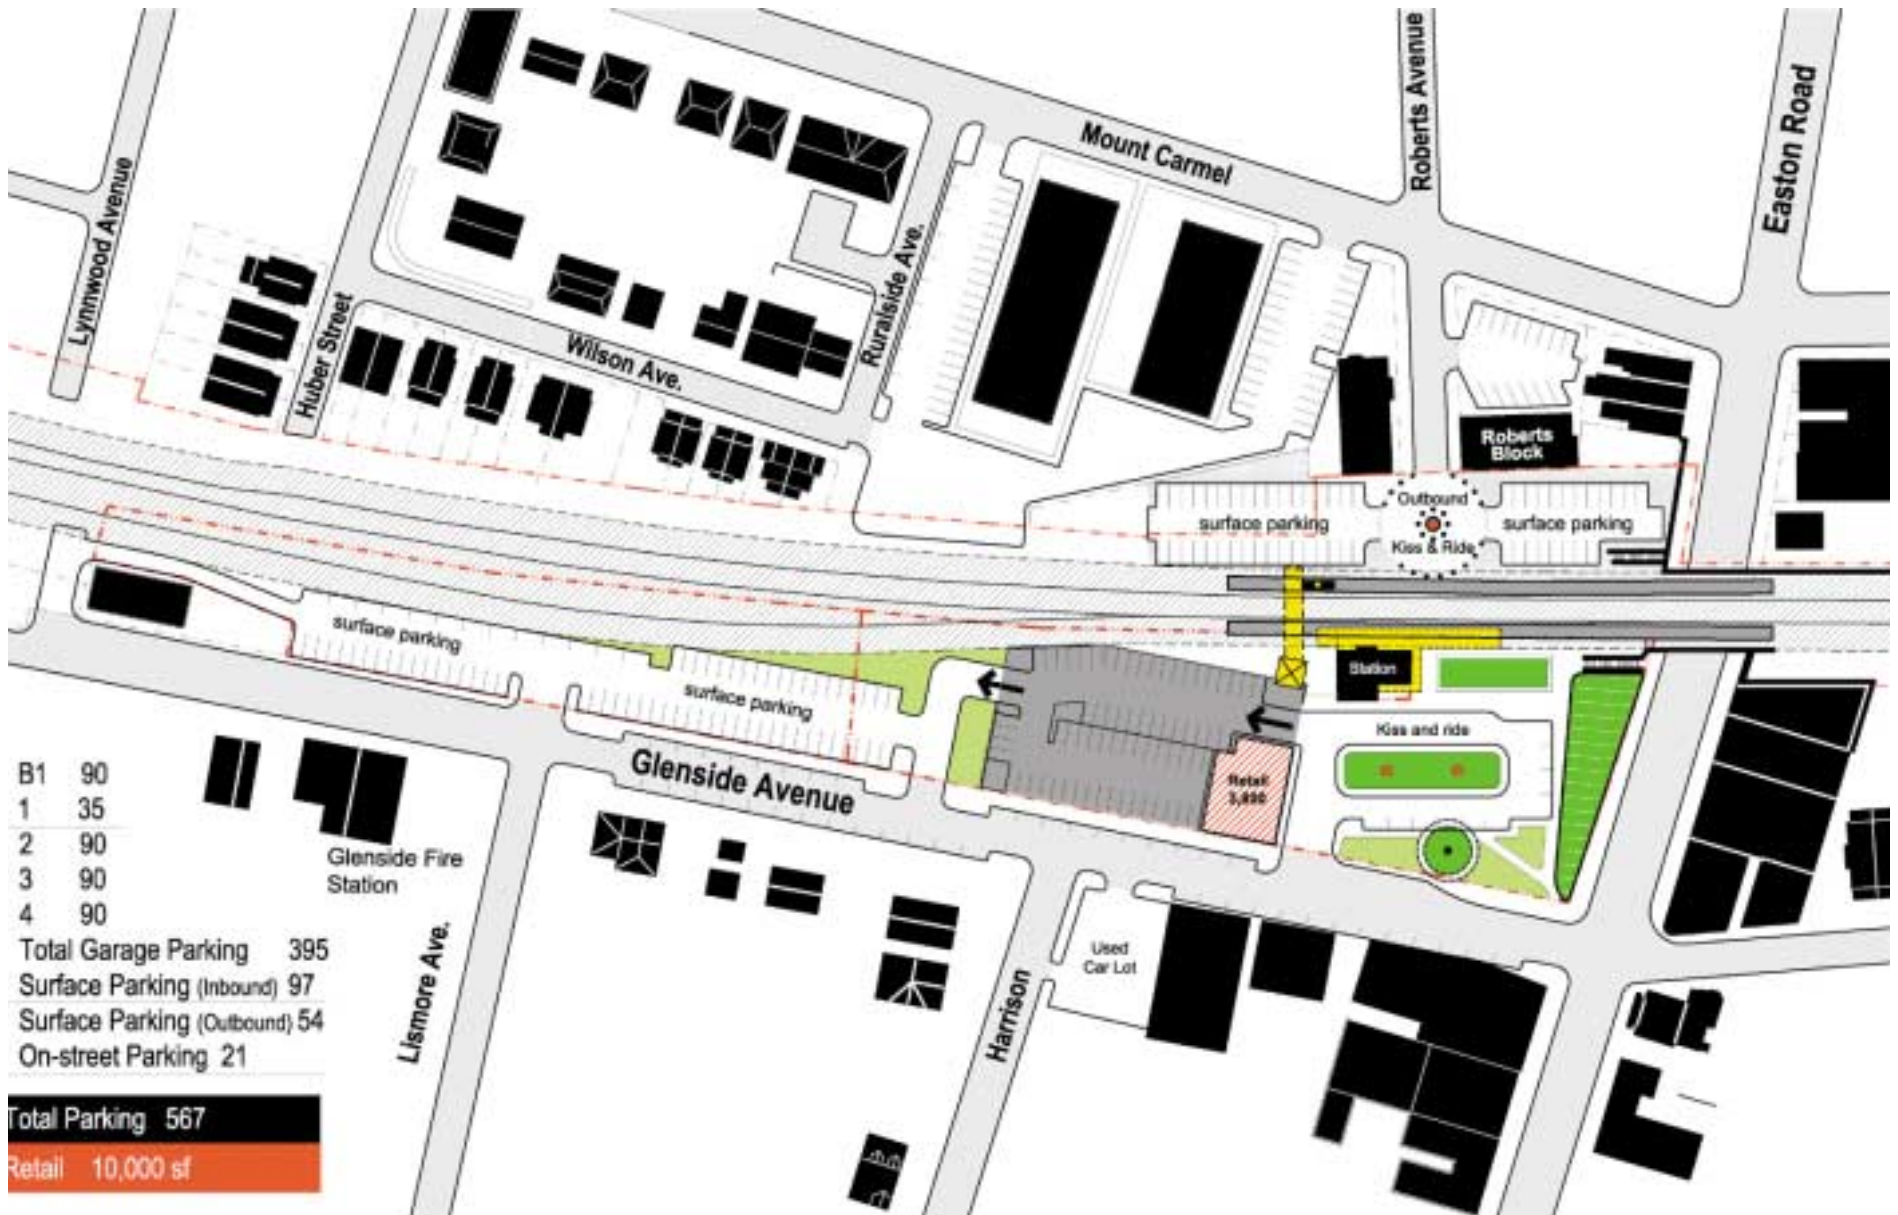 Mount Carmel
Roberts Avenue
Easton Road
Lynnwood Avenue
Huber Street
Wilson Ave.
Ruralside Ave.
Roberts
Block
Outbound
surface parking
surface parking
Kiss & Ride
surface parking
surface parking
Station
Kiss and ride
Retail
Glenside Avenue
Glenside Fire
Station
Lismore Ave.
Harrison
Used
Car Lot
B1 90
1 35
2 90
3 90
4 90
Total Garage Parking 395
Surface Parking (Inbound) 97
Surface Parking (Outbound) 54
On-street Parking 21
Total Parking 567
Retail 10,000 sf